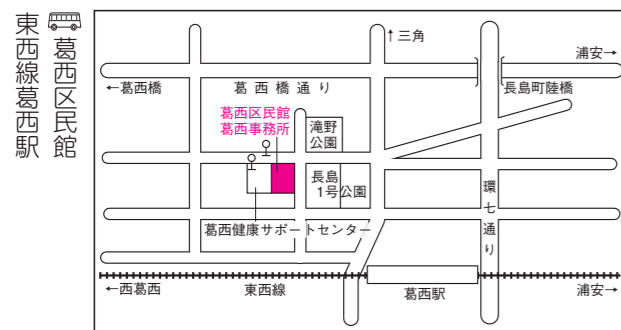 葛西区民館
東西線葛西駅
↑三角
浦安→
←葛西橋
葛西橋通り
長島町陸橋
葛西区民館
葛西事務所
滝野
公園
長島
1号公園
環七通り
葛西健康サポートセンター
←西葛西
東西線
葛西駅
浦安→